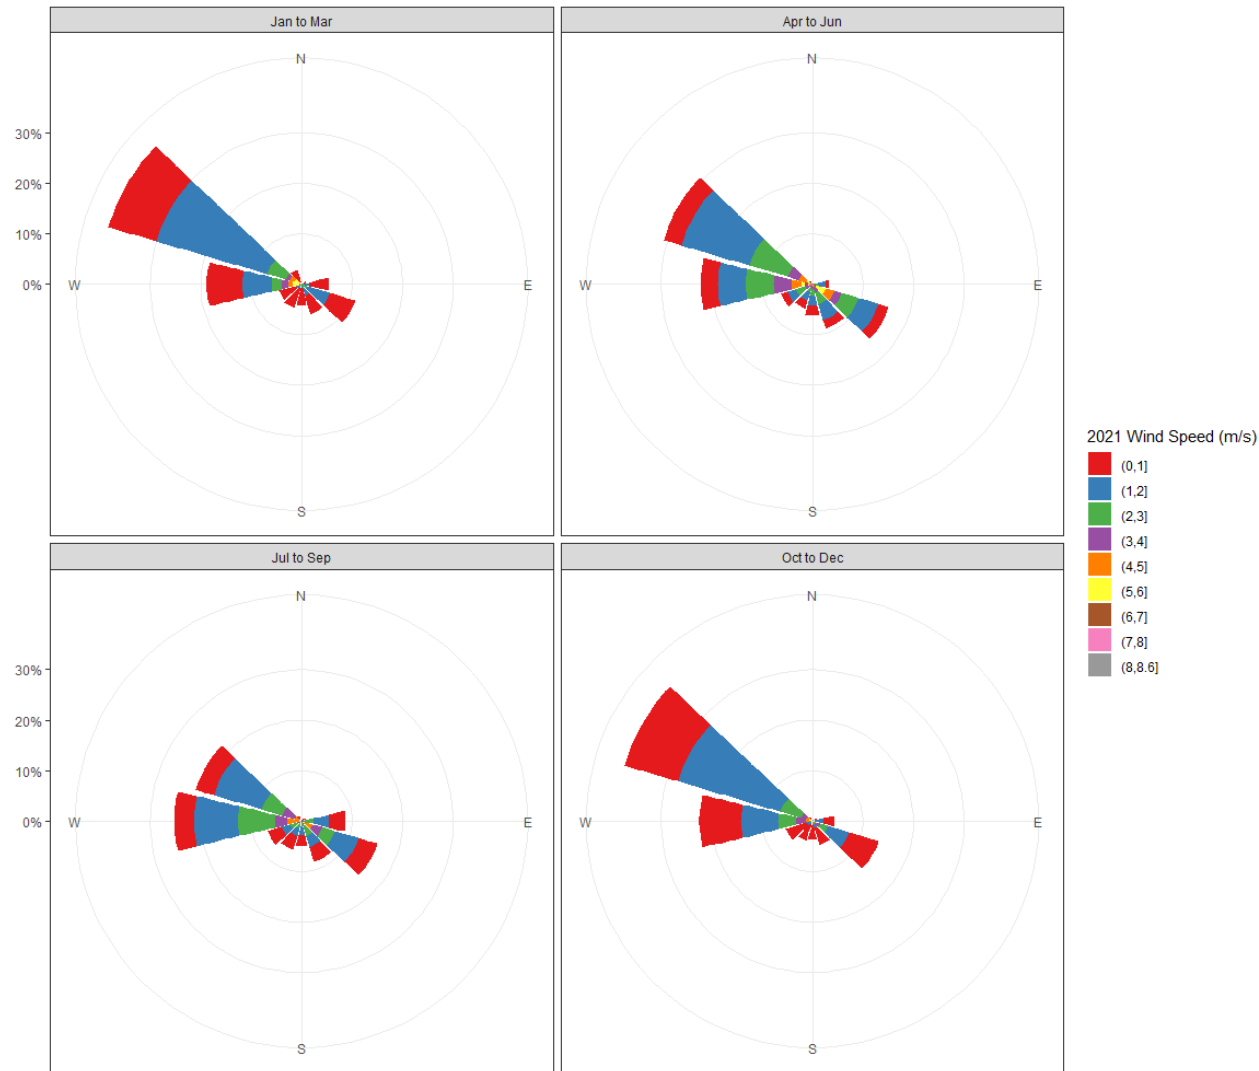 Jan to Mar
Apr to Jun
N
N
30%
20%
10%
0%
W
E
W
E
S
S
2021 Wind Speed (m/s)
(0,1]
(1,2]
(2,3]
(3,4]
(4,5]
(5,6]
(6,7]
(7,8]
(8,8.6]
Jul to Sep
Oct to Dec
N
N
30%
20%
10%
0%
W
E
W
E
S
S